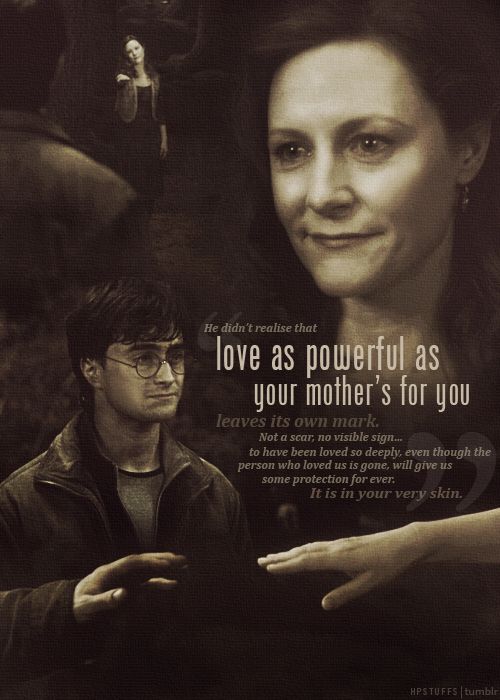 He didn't realise that
love as powerful as
your mother's for you
leaves its own mark.
Not a scar, no visible sign...
to have been loved so deeply, even though the
person who loved us is gone, will give us
some protection for ever.
It is in your very skin.
HPSTUFFS | tumblr